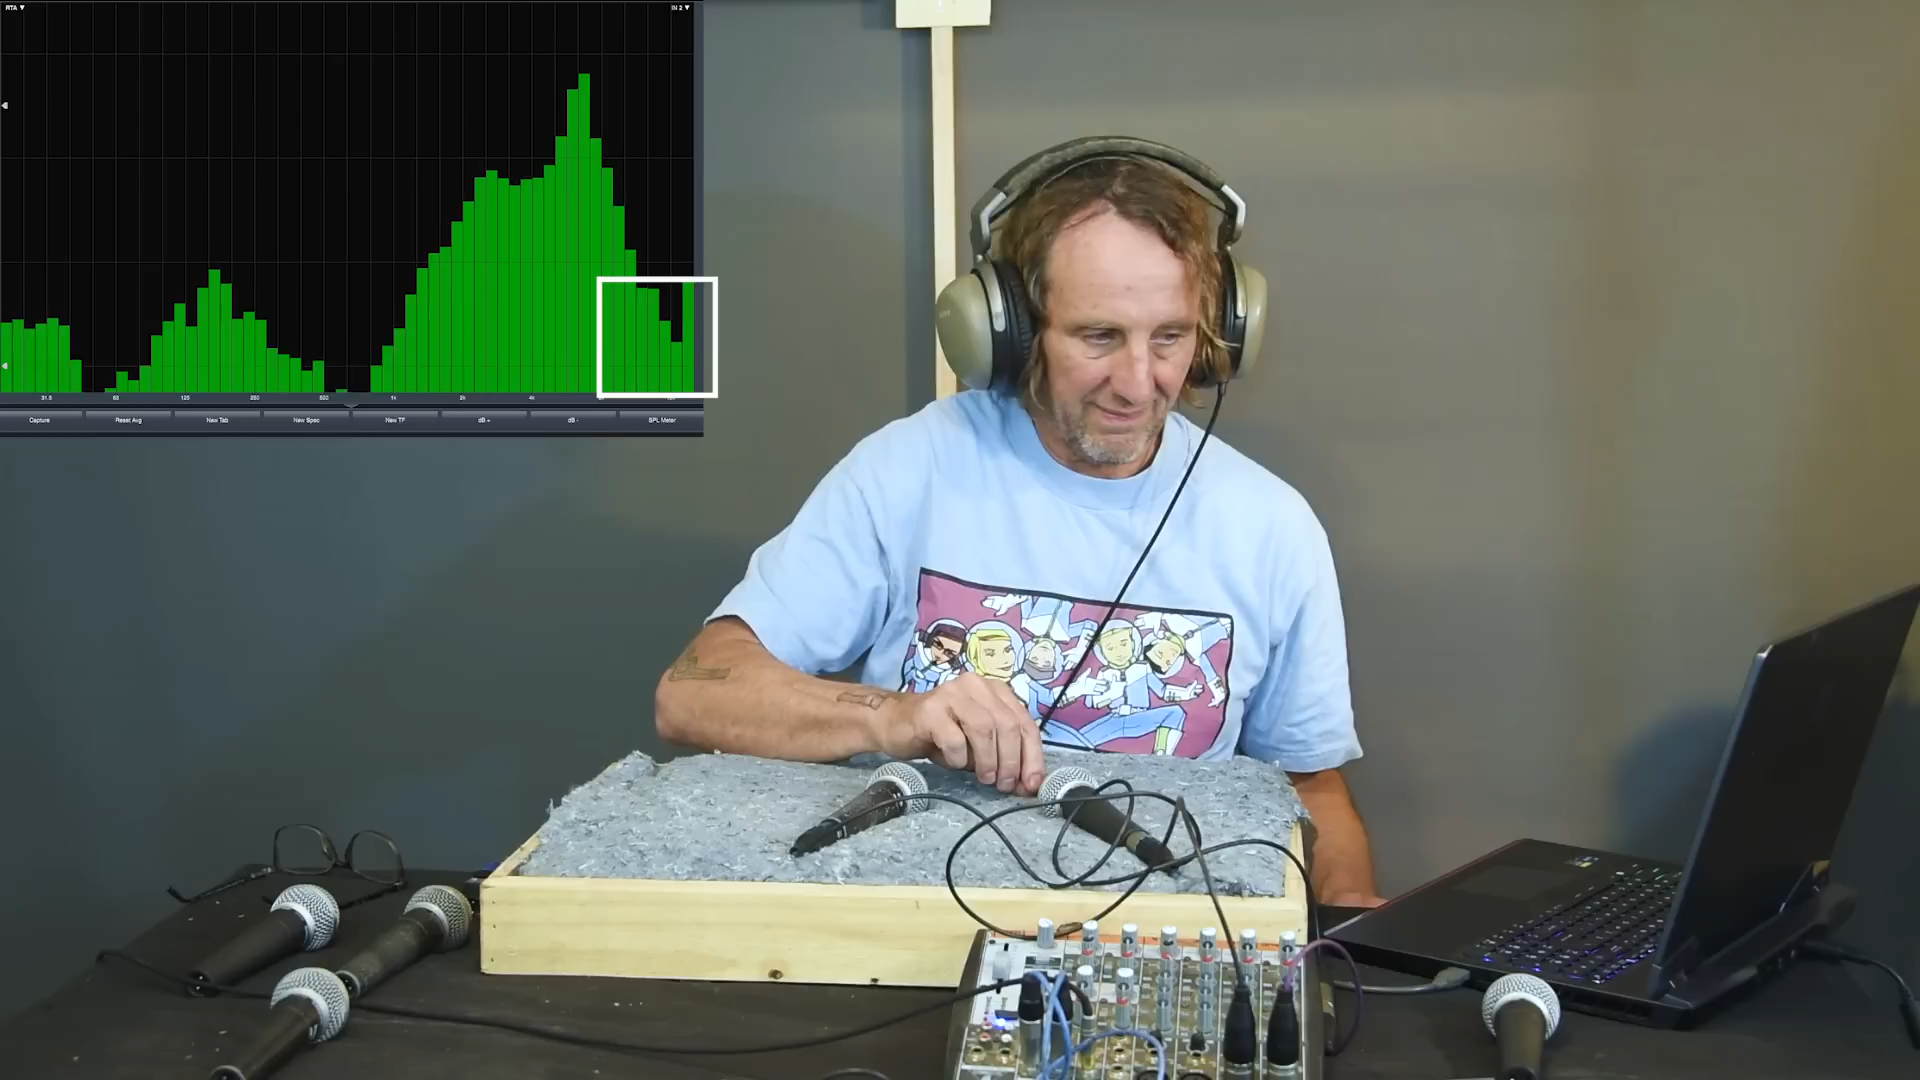 RTA ▼ IN 2 ▼
31.5 63 125 250 500 1k 2k 4k
Capture Reset Avg New Tab New Spec New TF dB + dB - SPL Meter
SONY